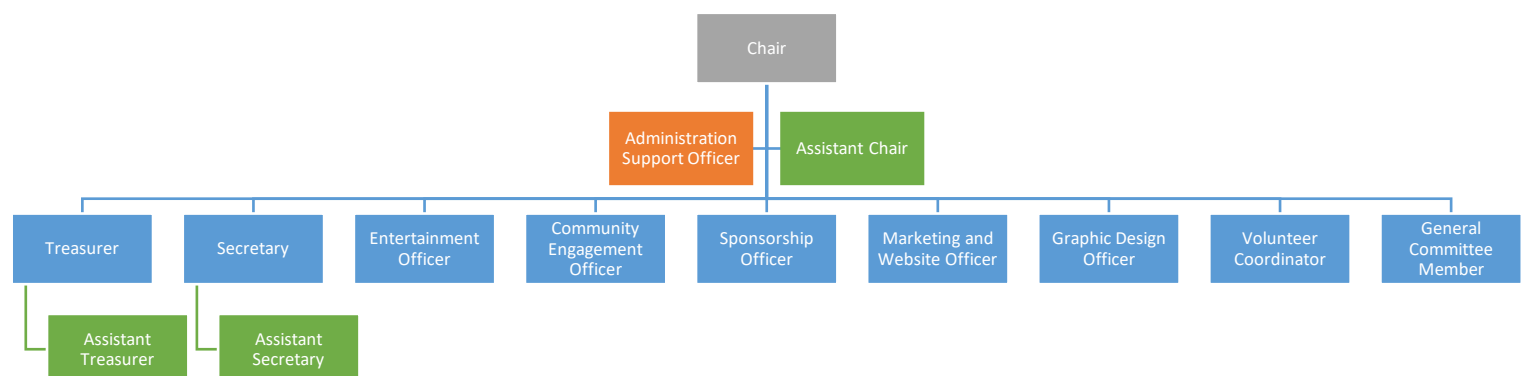 Chair
Administration
Support Officer
Assistant Chair
Treasurer
Secretary
Entertainment
Officer
Community
Engagement
Officer
Sponsorship
Officer
Marketing and
Website Officer
Graphic Design
Officer
Volunteer
Coordinator
General
Committee
Member
Assistant
Treasurer
Assistant
Secretary